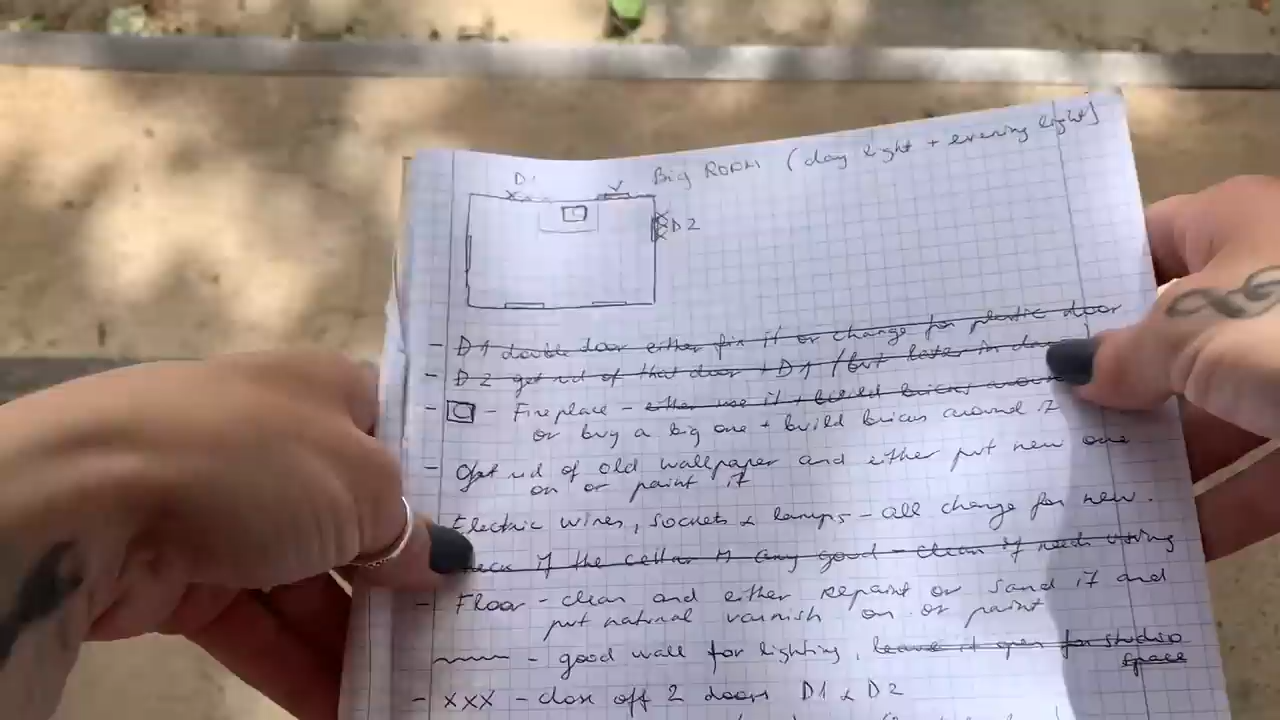 D1
BIG ROOM (day light + evening light)
D2
- D1 double door either fix it or change for plastic door
- D2 get rid of that door + D1 (but later in
- Fireplace - either use it + build bricks around
or buy a big one + build bricks around it
- Get rid of old wallpaper and either put new one
on or paint it
Electric wires, sockets & lamps - all change for new.
if the cellar is any good - clean if needs
- Floor - clean and either repaint or sand it and
put natural varnish on or paint
- good wall for lighting, leave it open for studio
space
- XXX - close off 2 doors D1 & D2